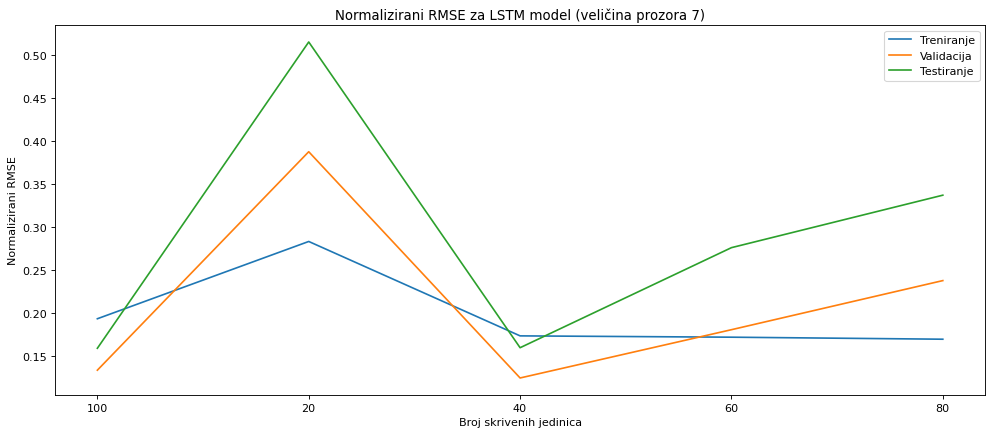 Normalizirani RMSE za LSTM model (veličina prozora 7)
Treniranje
Validacija
Testiranje
Normalizirani RMSE
0.50
0.45
0.40
0.35
0.30
0.25
0.20
0.15
100 20 40 60 80
Broj skrivenih jedinica